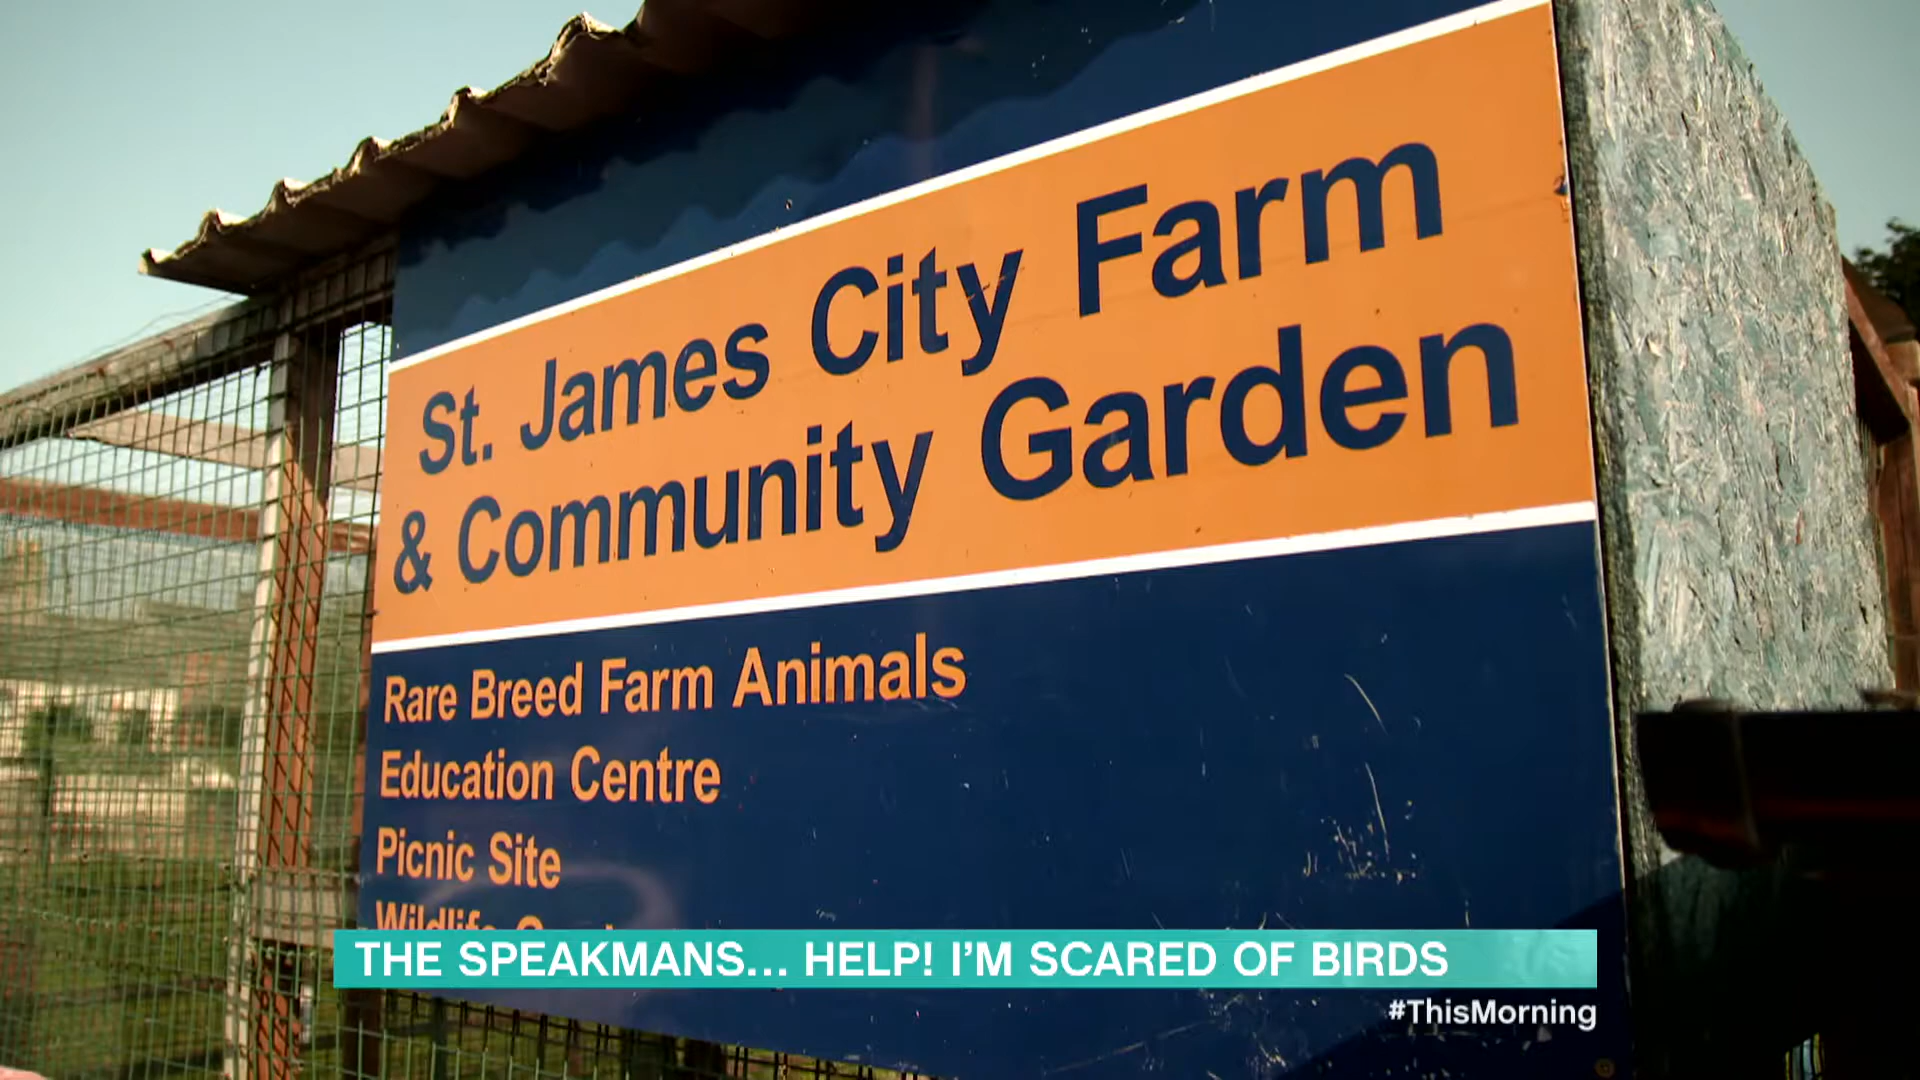 St. James City Farm
& Community Garden
Rare Breed Farm Animals
Education Centre
Picnic Site
Wildlife
THE SPEAKMANS... HELP! I'M SCARED OF BIRDS
#ThisMorning